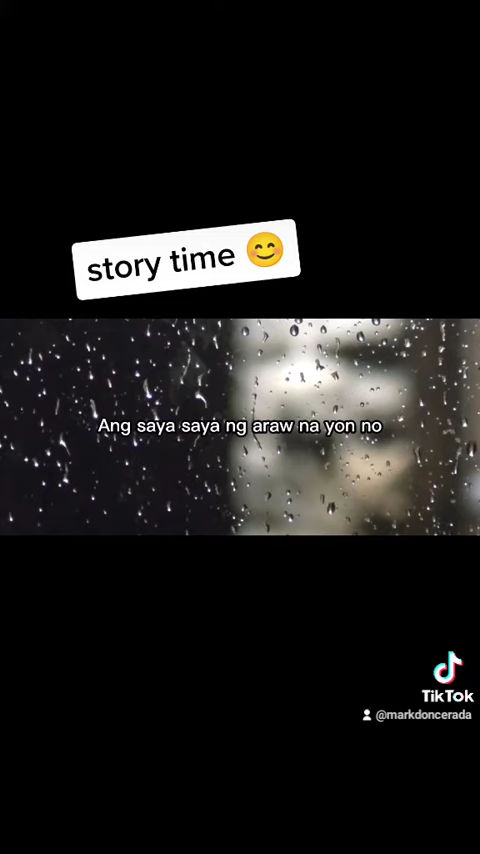 story time 😊
Ang saya saya ng araw na yon no
TikTok
@markdoncerada